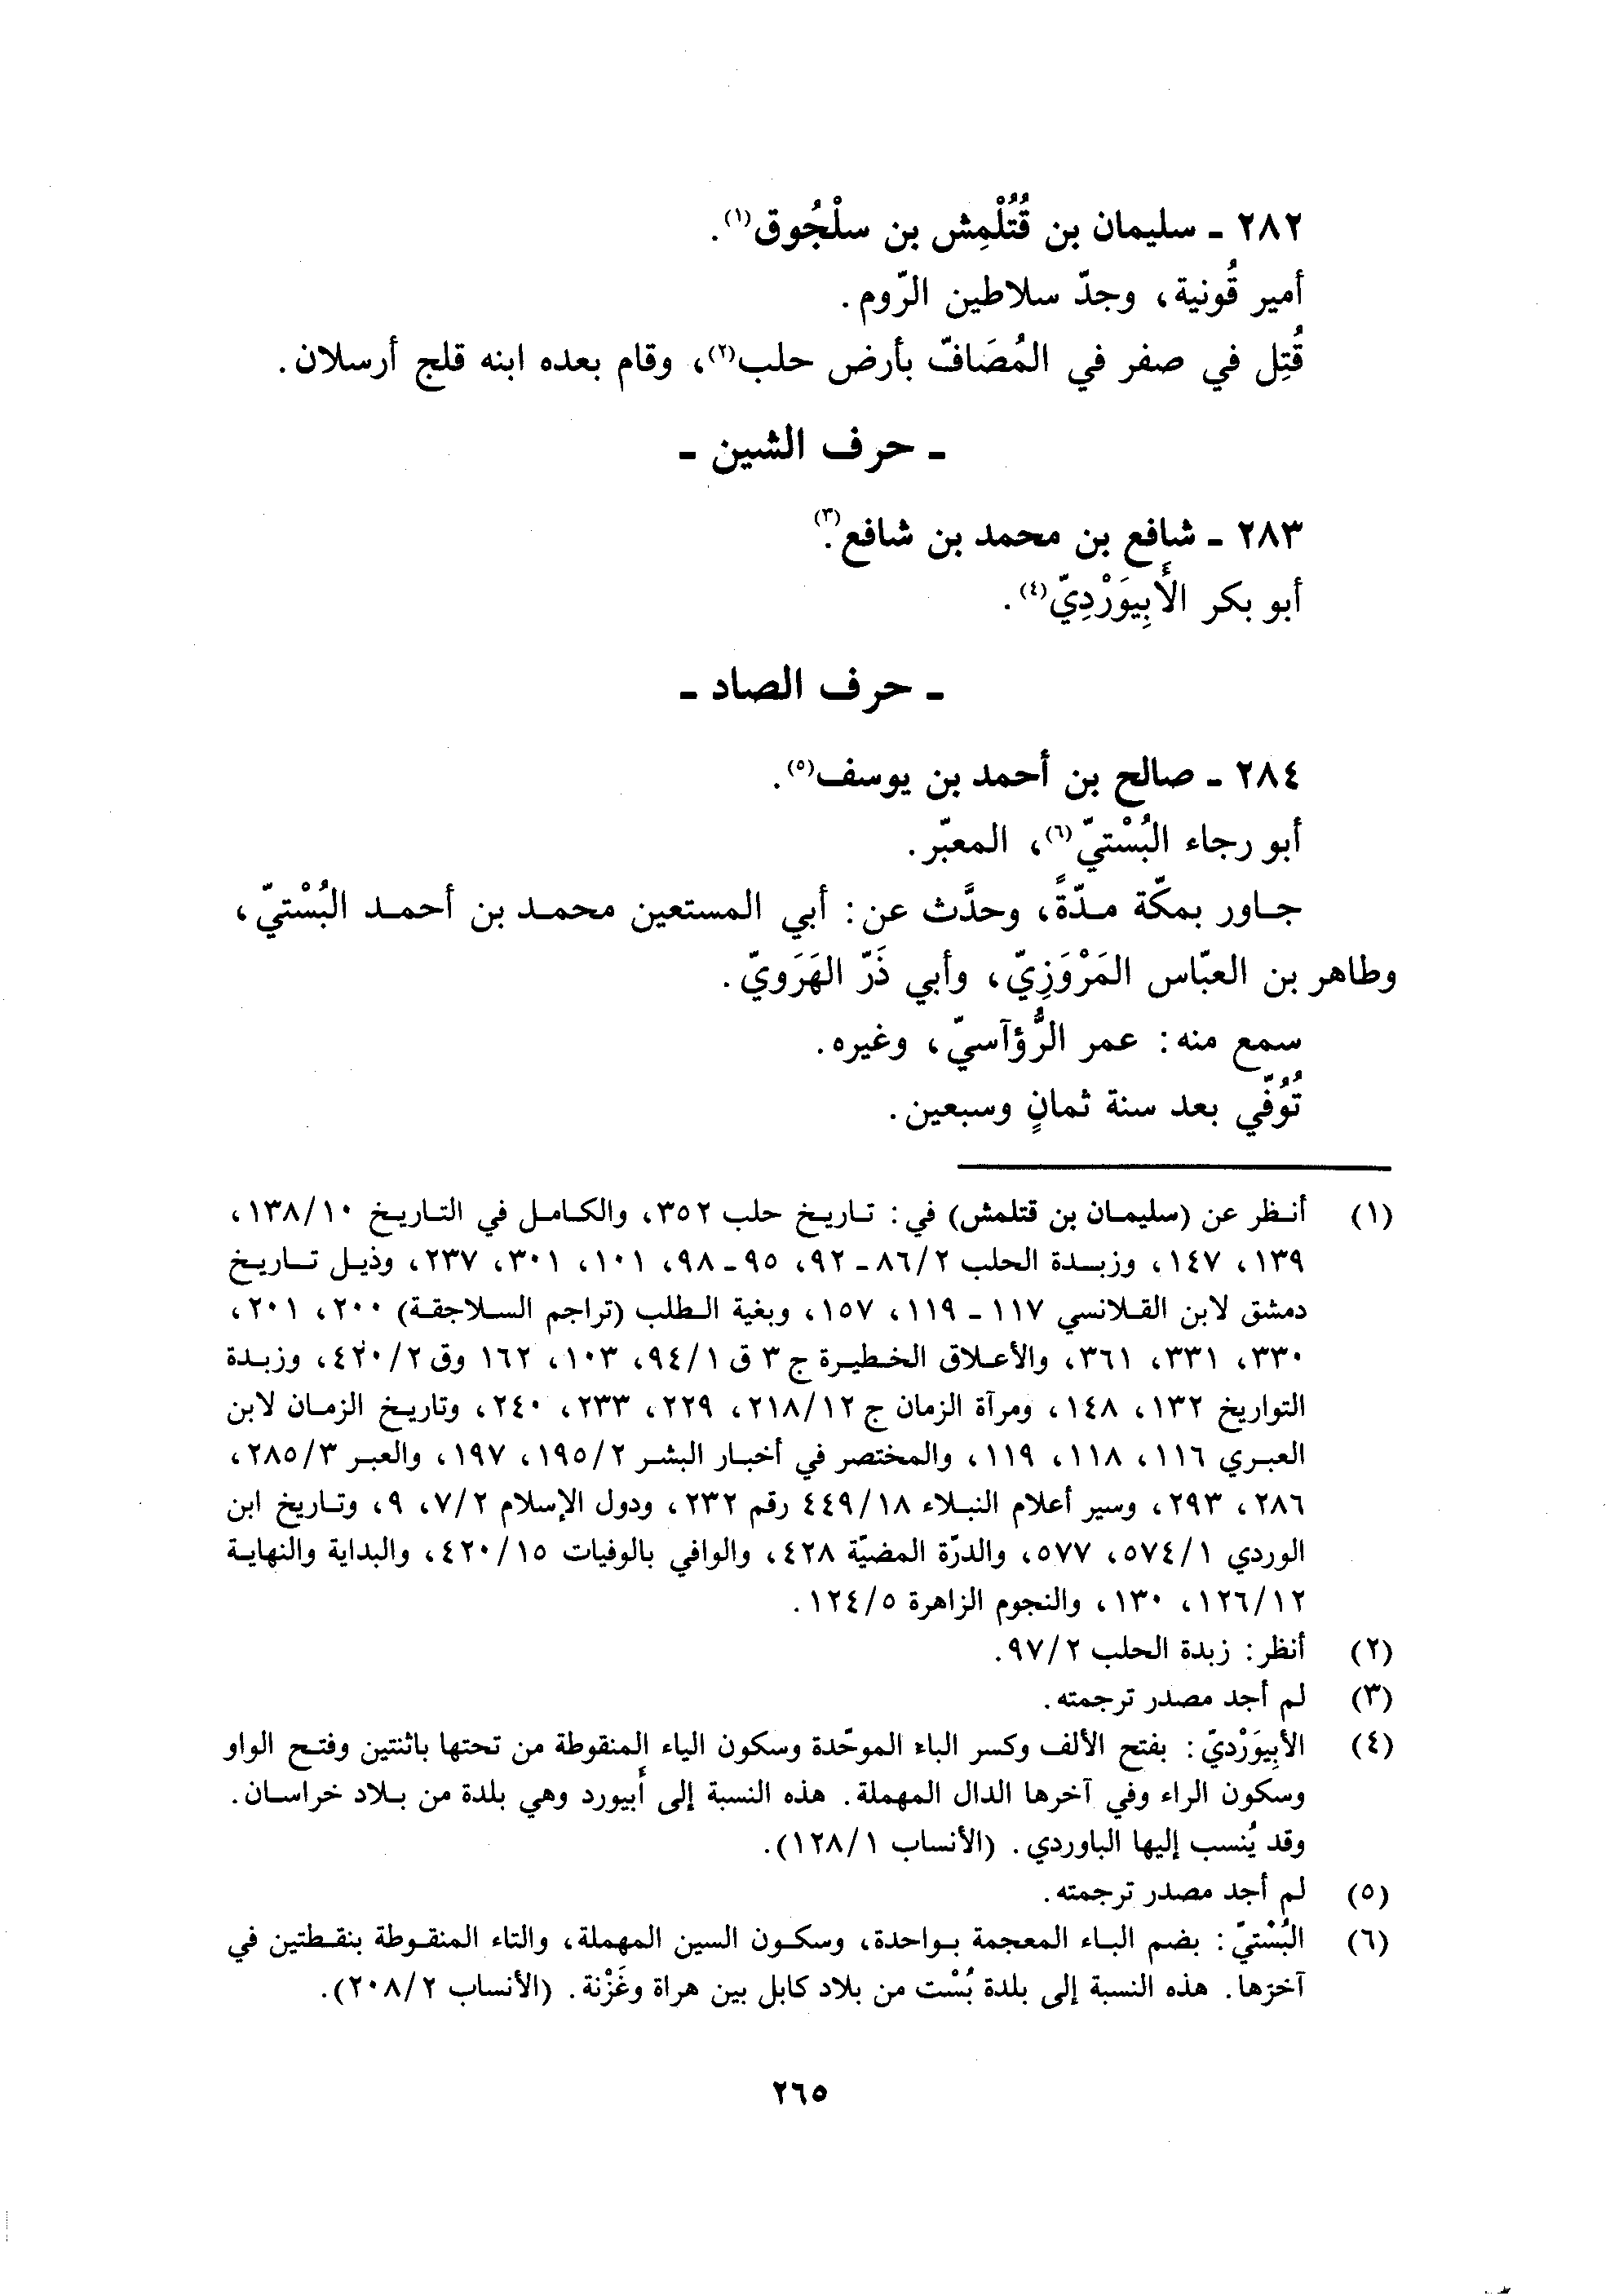 ٢٨٢ ـ سليمان بن قُتُلْمِش بن سلْجُوق(١).
أمير قُونية، وجدّ سلاطين الرّوم.
قُتِل في صفر في المُصَافّ بأرض حلب(٢)، وقام بعده ابنه قلج أرسلان.
ـ حرف الشين ـ
٢٨٣ ـ شافع بن محمد بن شافع(٣).
أبو بكر الأَبِيوَرْدِيّ(٤).
ـ حرف الصاد ـ
٢٨٤ ـ صالح بن أحمد بن يوسف(٥).
أبو رجاء البُسْتيّ(٦)، المعبّر.
جاور بمكّة مدّةً، وحدَّث عن: أبي المستعين محمد بن أحمد البُسْتيّ،
وطاهر بن العبّاس المَرْوَزِيّ، وأبي ذَرّ الهَرَويّ.
سمع منه: عمر الرُّؤآسيّ، وغيره.
تُوُفّي بعد سنة ثمانٍ وسبعين.
(١) أنظر عن (سليمان بن قتلمش) في: تاريخ حلب ٣٥٢، والكامل في التاريخ ١٣٨/١٠،
١٣٩، ١٤٧، وزبدة الحلب ٨٦/٢ ـ ٩٢، ٩٥ ـ ٩٨، ١٠١، ٣٠١، ٢٣٧، وذيل تاريخ
دمشق لابن القلانسي ١١٧ ـ ١١٩، ١٥٧، وبغية الطلب (تراجم السلاجقة) ٢٠٠، ٢٠١،
٣٣٠، ٣٣١، ٣٦١، والأعلاق الخطيرة ج ٣ ق ٩٤/١، ١٠٣، ١٦٢ وق ٤٢٠/٢، وزبدة
التواريخ ١٣٢، ١٤٨، ومرآة الزمان ج ٢١٨/١٢، ٢٢٩، ٢٣٣، ٢٤٠، وتاريخ الزمان لابن
العبري ١١٦، ١١٨، ١١٩، والمختصر في أخبار البشر ١٩٥/٢، ١٩٧، والعبر ٢٨٥/٣،
٢٨٦، ٢٩٣، وسير أعلام النبلاء ٤٤٩/١٨ رقم ٢٣٢، ودول الإسلام ٧/٢، ٩، وتاريخ ابن
الوردي ٥٧٤/١، ٥٧٧، والدرّة المضيّة ٤٢٨، والوافي بالوفيات ٤٢٠/١٥، والبداية والنهاية
١٢٦/١٢، ١٣٠، والنجوم الزاهرة ١٢٤/٥.
(٢) أنظر: زبدة الحلب ٩٧/٢.
(٣) لم أجد مصدر ترجمته.
(٤) الأبِيوَرْديّ: بفتح الألف وكسر الباء الموحّدة وسكون الياء المنقوطة من تحتها باثنتين وفتح الواو
وسكون الراء وفي آخرها الدال المهملة. هذه النسبة إلى أبيورد وهي بلدة من بلاد خراسان.
وقد يُنسب إليها الباوردي. (الأنساب ١٢٨/١).
(٥) لم أجد مصدر ترجمته.
(٦) البُسْتيّ: بضم الباء المعجمة بواحدة، وسكون السين المهملة، والتاء المنقوطة بنقطتين في
آخرها. هذه النسبة إلى بلدة بُسْت من بلاد كابل بين هراة وغَزْنة. (الأنساب ٢٠٨/٢).
٢٦٥